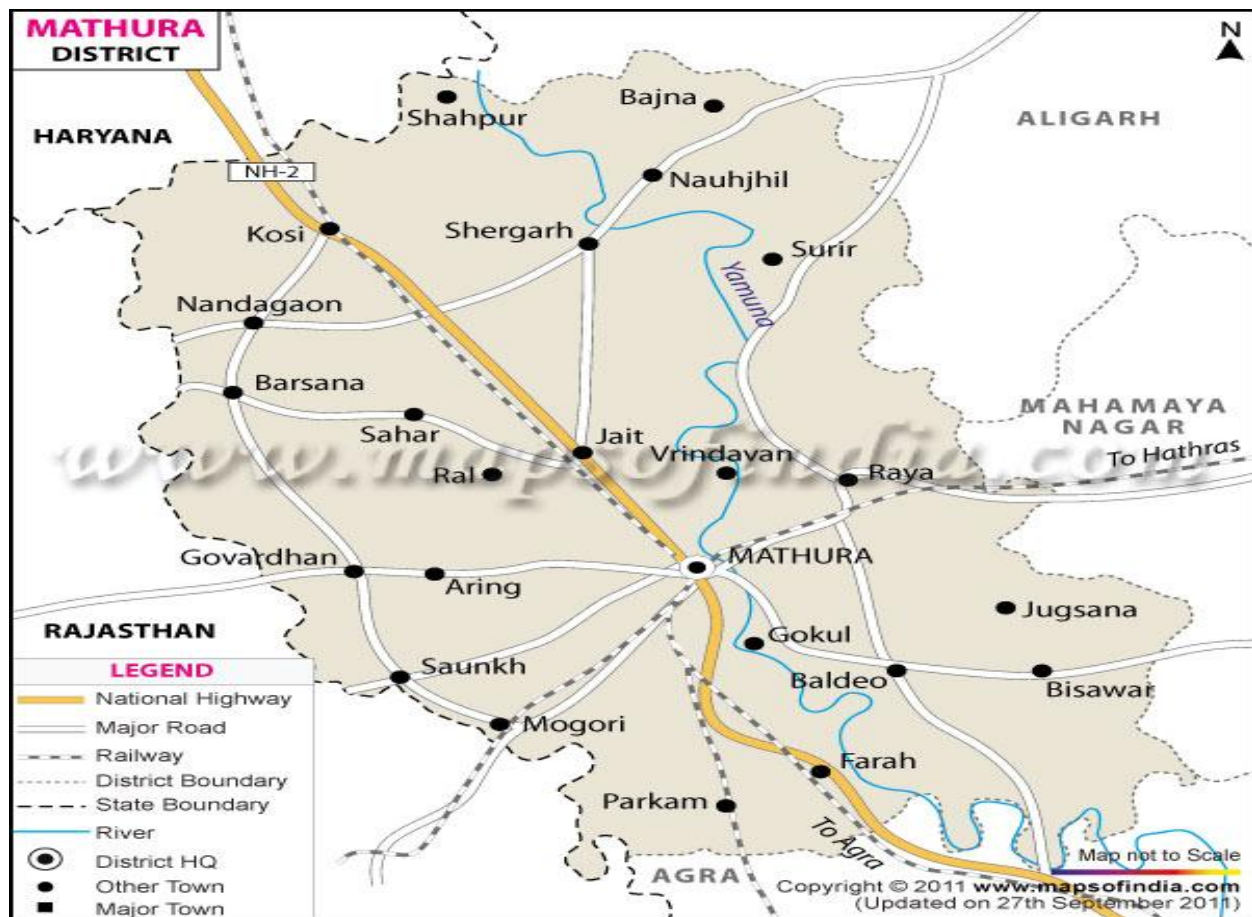 MATHURA
DISTRICT
N
Shahpur
Bajna
ALIGARH
HARYANA
NH-2
Nauhjhil
Kosi
Shergarh
Surir
Yamuna
Nandagaon
Barsana
MAHAMAYA
NAGAR
Sahar
Jait
www.mapsofindia.com
Vrindavan
To Hathras
Ral
Raya
Govardhan
MATHURA
Aring
Jugsana
RAJASTHAN
Gokul
LEGEND
Saunkh
Baldeo
Bisawar
National Highway
Major Road
Mogori
Railway
District Boundary
Farah
State Boundary
Parkam
River
To Agra
District HQ
Map not to Scale
AGRA
Other Town
Copyright © 2011 www.mapsofindia.com
Major Town
(Updated on 27th September 2011)